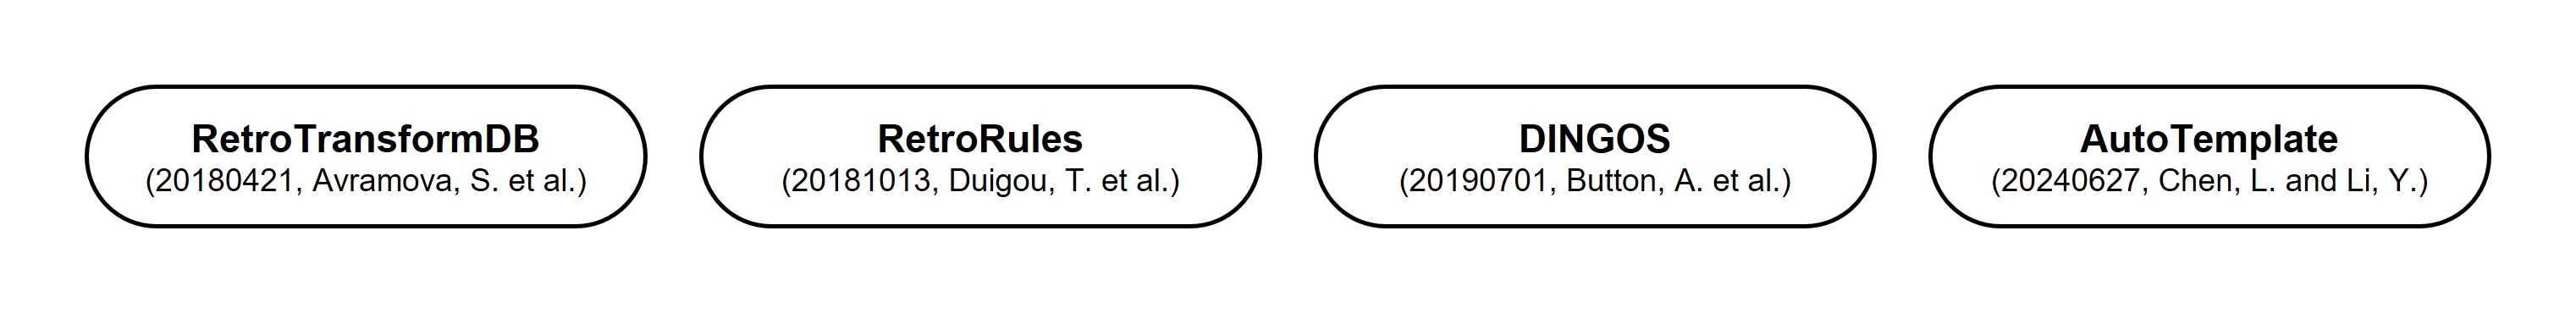 RetroTransformDB
(20180421, Avramova, S. et al.)
RetroRules
(20181013, Duigou, T. et al.)
DINGOS
(20190701, Button, A. et al.)
AutoTemplate
(20240627, Chen, L. and Li, Y.)